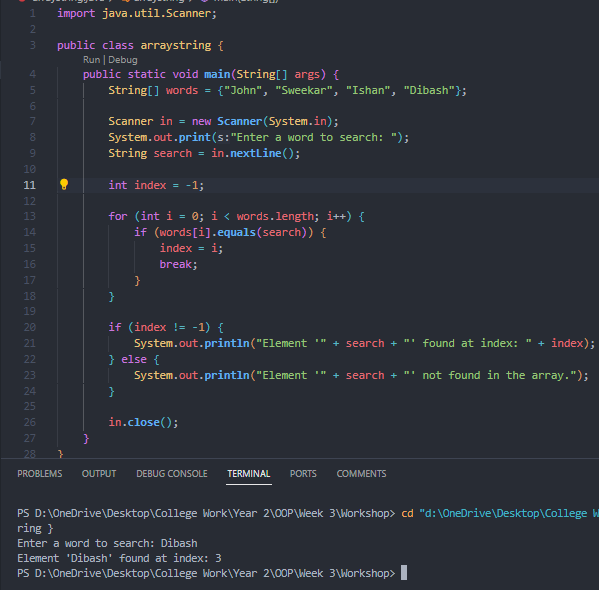 1 import java.util.Scanner;
2
3 public class arraystring {
Run | Debug
4 public static void main(String[] args) {
5 String[] words = {"John", "Sweekar", "Ishan", "Dibash"};
6
7 Scanner in = new Scanner(System.in);
8 System.out.print(s:"Enter a word to search: ");
9 String search = in.nextLine();
10
11 int index = -1;
12
13 for (int i = 0; i < words.length; i++) {
14 if (words[i].equals(search)) {
15 index = i;
16 break;
17 }
18 }
19
20 if (index != -1) {
21 System.out.println("Element '" + search + "' found at index: " + index);
22 } else {
23 System.out.println("Element '" + search + "' not found in the array.");
24 }
25
26 in.close();
27 }
28 }
PROBLEMS OUTPUT DEBUG CONSOLE TERMINAL PORTS COMMENTS
PS D:\OneDrive\Desktop\College Work\Year 2\OOP\Week 3\Workshop> cd "d:\OneDrive\Desktop\College W
ring }
Enter a word to search: Dibash
Element 'Dibash' found at index: 3
PS D:\OneDrive\Desktop\College Work\Year 2\OOP\Week 3\Workshop>